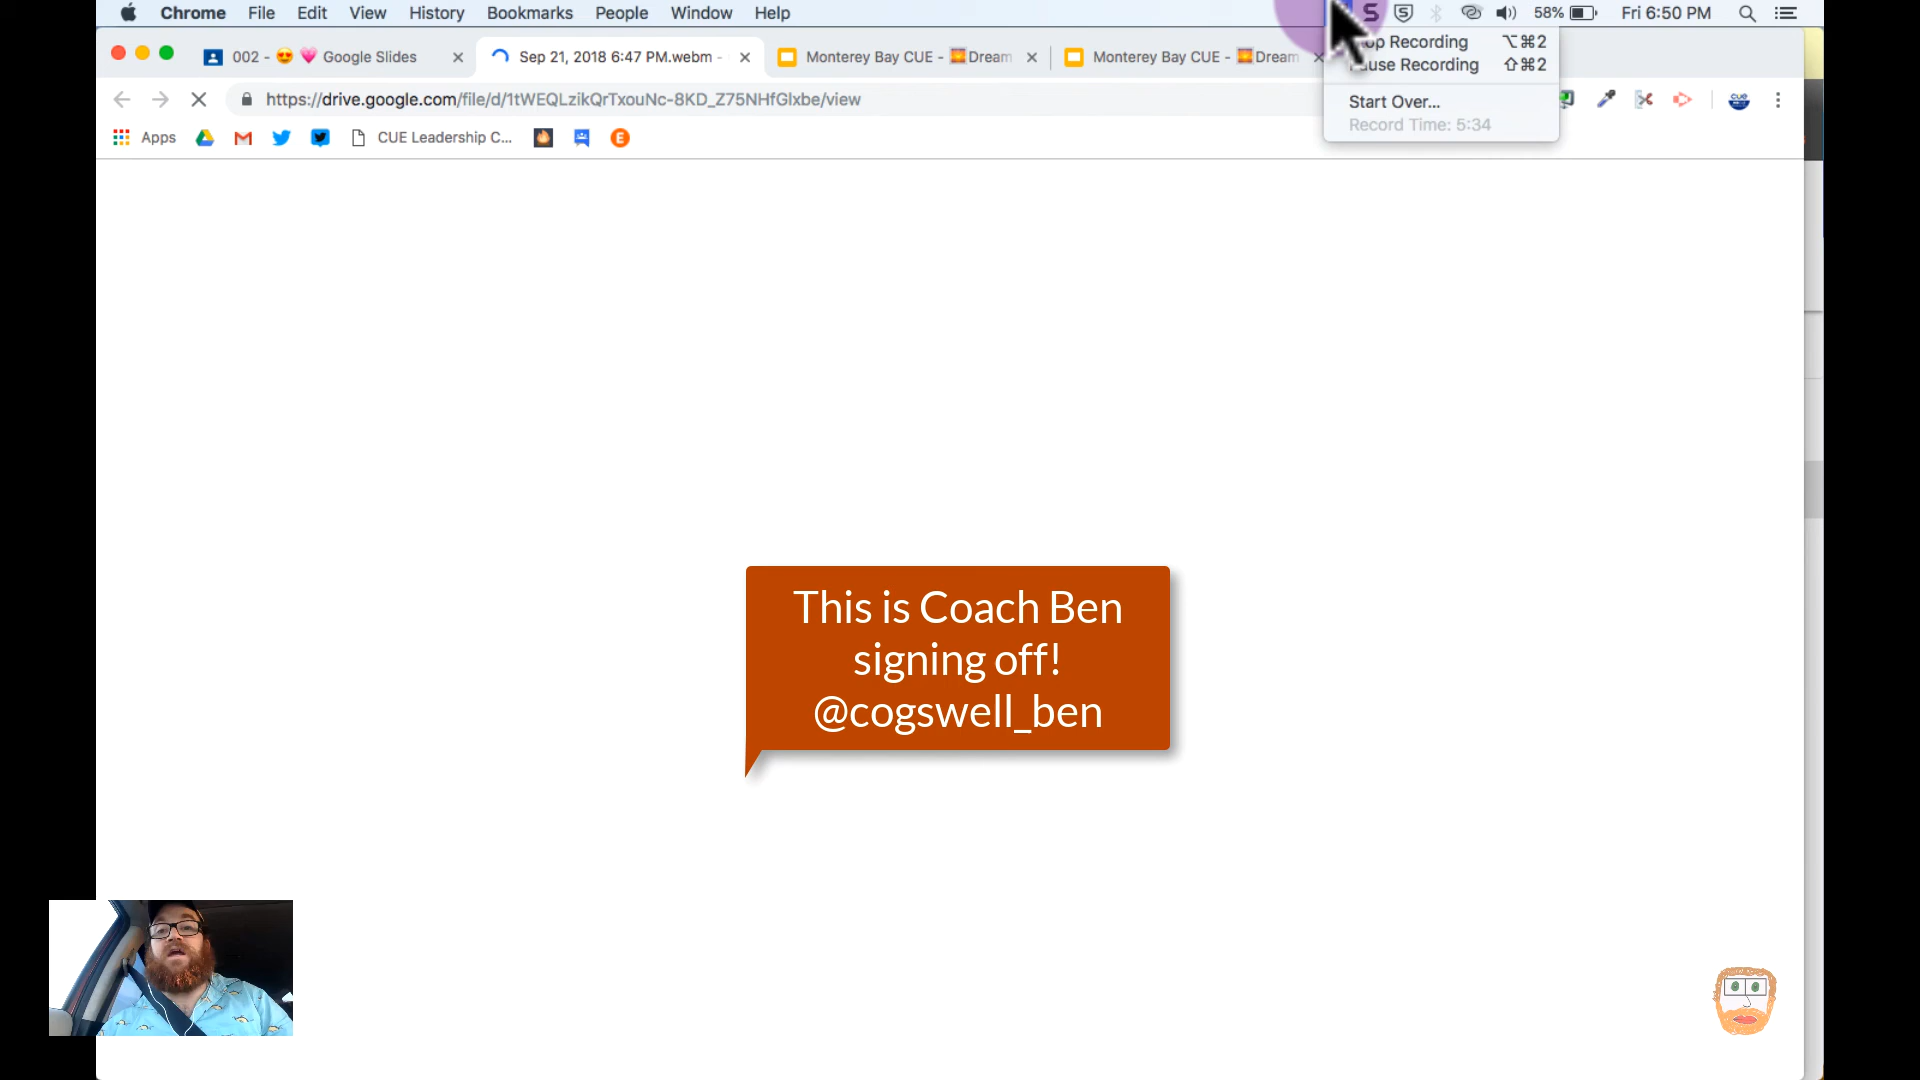 Chrome File Edit View History Bookmarks People Window Help
58% Fri 6:50 PM
002 - 😍 💗 Google Slides
Sep 21, 2018 6:47 PM.webm -
Monterey Bay CUE - 🌅Dream
Monterey Bay CUE - 🌅Dream
Recording ⌥⌘2
Recording ⇧⌘2
Start Over...
Record Time: 5:34
https://drive.google.com/file/d/1tWEQLzikQrTxouNc-8KD_Z75NHfGlxbe/view
CUE
Apps
CUE Leadership C...
This is Coach Ben
signing off!
@cogswell_ben